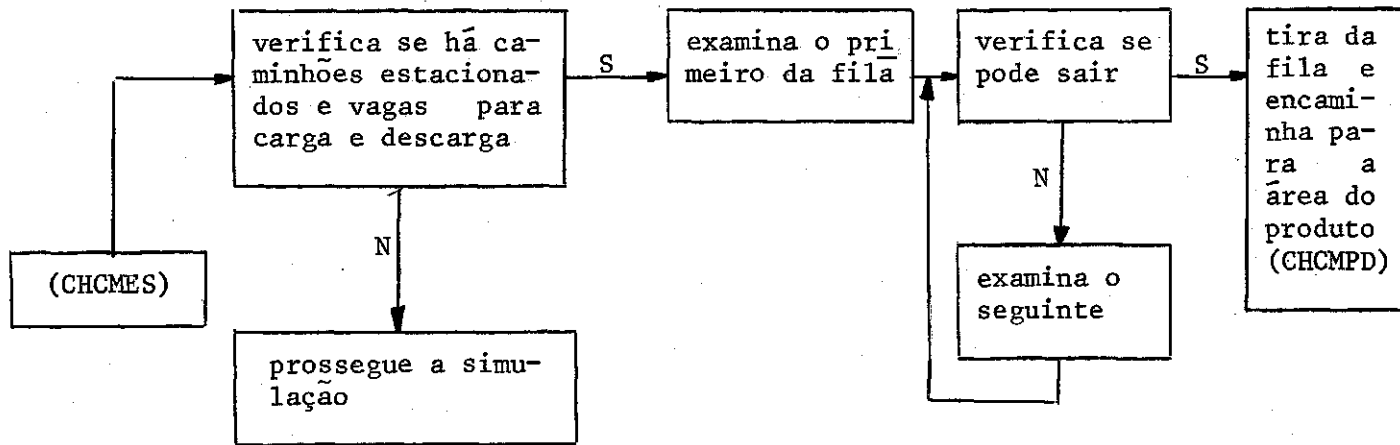 verifica se há ca-
minhões estaciona-
dos e vagas para
carga e descarga
S
examina o pri
meiro da fila
verifica se
pode sair
S
tira da
fila e
encami-
nha pa-
ra a
área do
produto
(CHCMPD)
N
N
(CHCMES)
examina o
seguinte
prossegue a simu-
lação